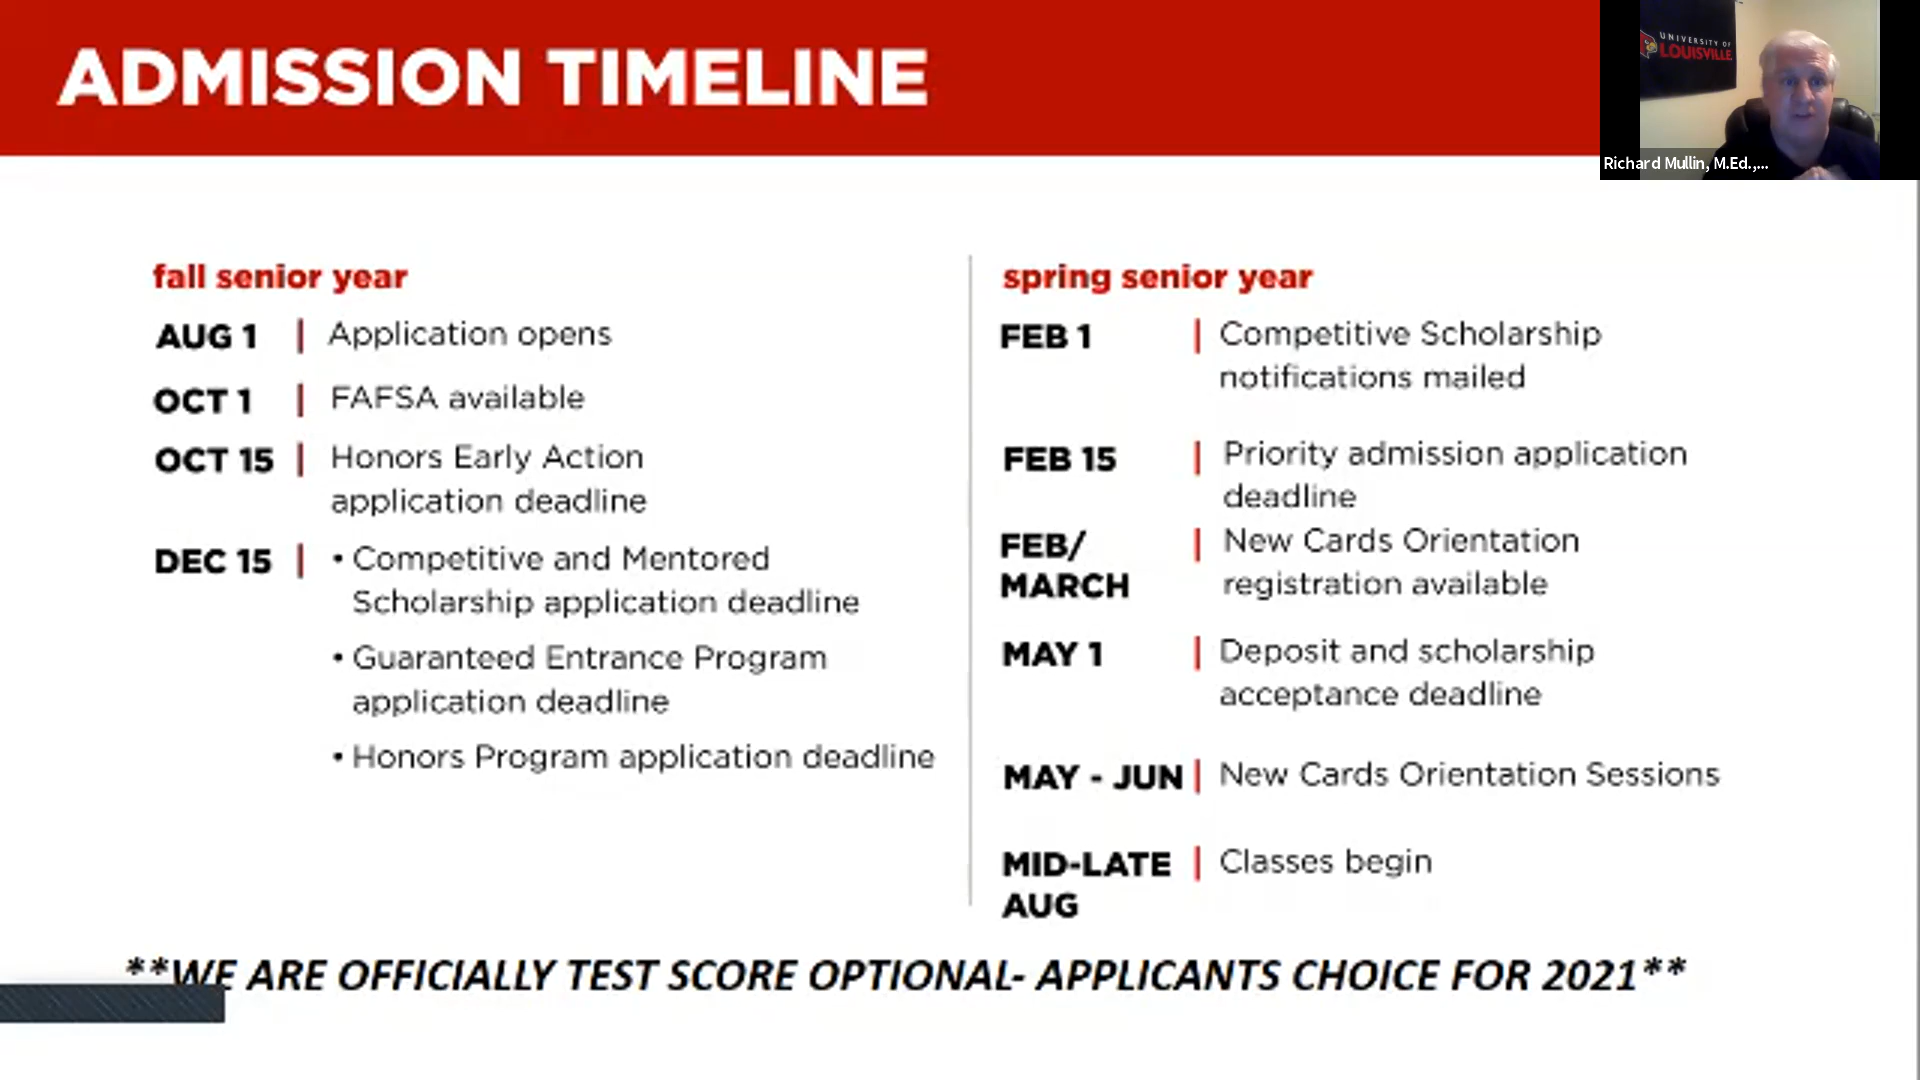 ADMISSION TIMELINE
UNIVERSITY OF
LOUISVILLE
Richard Mullin, M.Ed.,...
fall senior year
AUG 1 | Application opens
OCT 1 | FAFSA available
OCT 15 | Honors Early Action
application deadline
DEC 15 | • Competitive and Mentored
Scholarship application deadline
• Guaranteed Entrance Program
application deadline
• Honors Program application deadline
spring senior year
FEB 1 | Competitive Scholarship
notifications mailed
FEB 15 | Priority admission application
deadline
FEB/ | New Cards Orientation
MARCH registration available
MAY 1 | Deposit and scholarship
acceptance deadline
MAY - JUN | New Cards Orientation Sessions
MID-LATE | Classes begin
AUG
**WE ARE OFFICIALLY TEST SCORE OPTIONAL- APPLICANTS CHOICE FOR 2021**